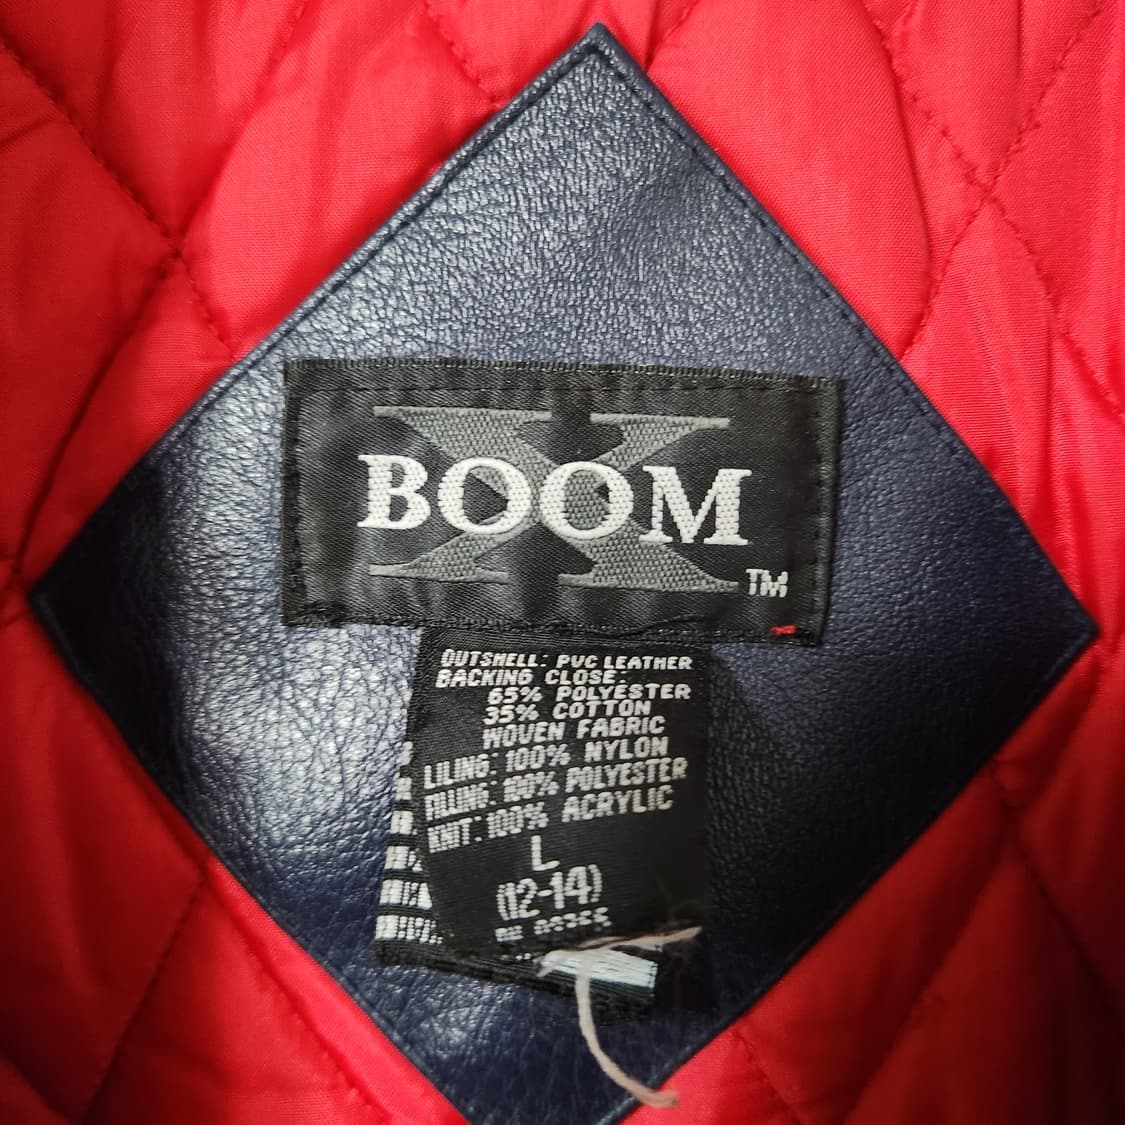 X
BOOM
TM
OUTSHELL: PVC LEATHER
BACKING CLOSE:
65% POLYESTER
35% COTTON
WOVEN FABRIC
LILING: 100% NYLON
FILLING: 100% POLYESTER
KNIT: 100% ACRYLIC
L
(12-14)